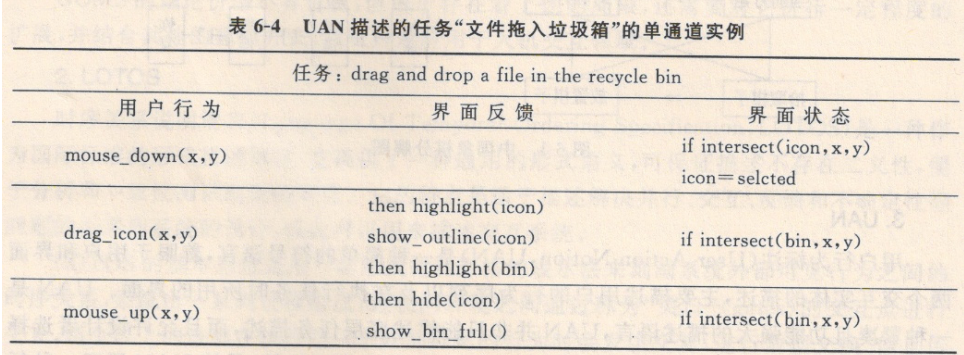 表 6-4 UAN 描述的任务“文件拖入垃圾箱”的单通道实例
任务：drag and drop a file in the recycle bin
用户行为 界面反馈 界面状态
mouse_down(x,y) if intersect(icon,x,y)
icon=selcted
then highlight(icon)
drag_icon(x,y) show_outline(icon) if intersect(bin,x,y)
then highlight(bin)
mouse_up(x,y) then hide(icon) if intersect(bin,x,y)
show_bin_full()